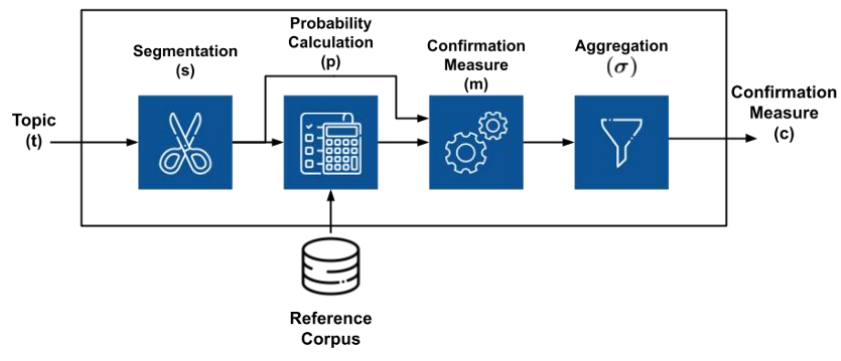 Topic
(t)
Segmentation
(s)
Probability
Calculation
(p)
Confirmation
Measure
(m)
Aggregation
(σ)
Confirmation
Measure
(c)
Reference
Corpus